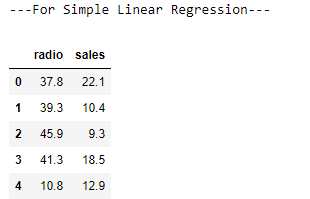 ---For Simple Linear Regression---
radio sales
0 37.8 22.1
1 39.3 10.4
2 45.9 9.3
3 41.3 18.5
4 10.8 12.9